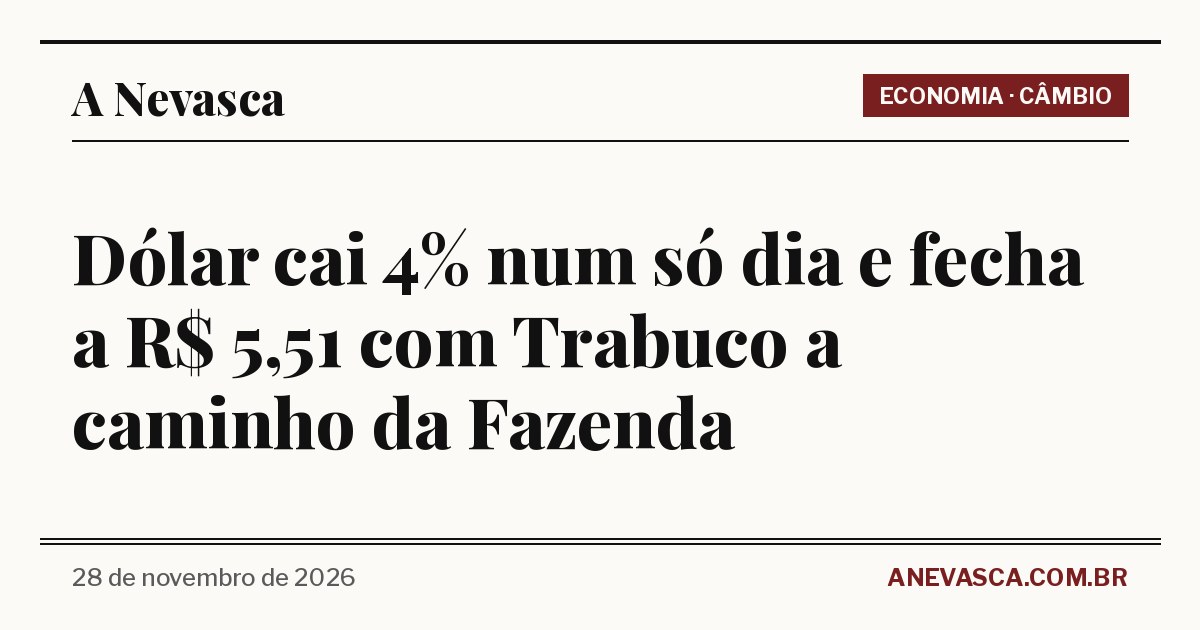 A Nevasca
ECONOMIA · CÂMBIO
Dólar cai 4% num só dia e fecha
a R$ 5,51 com Trabuco a
caminho da Fazenda
28 de novembro de 2026
ANEVASCA.COM.BR